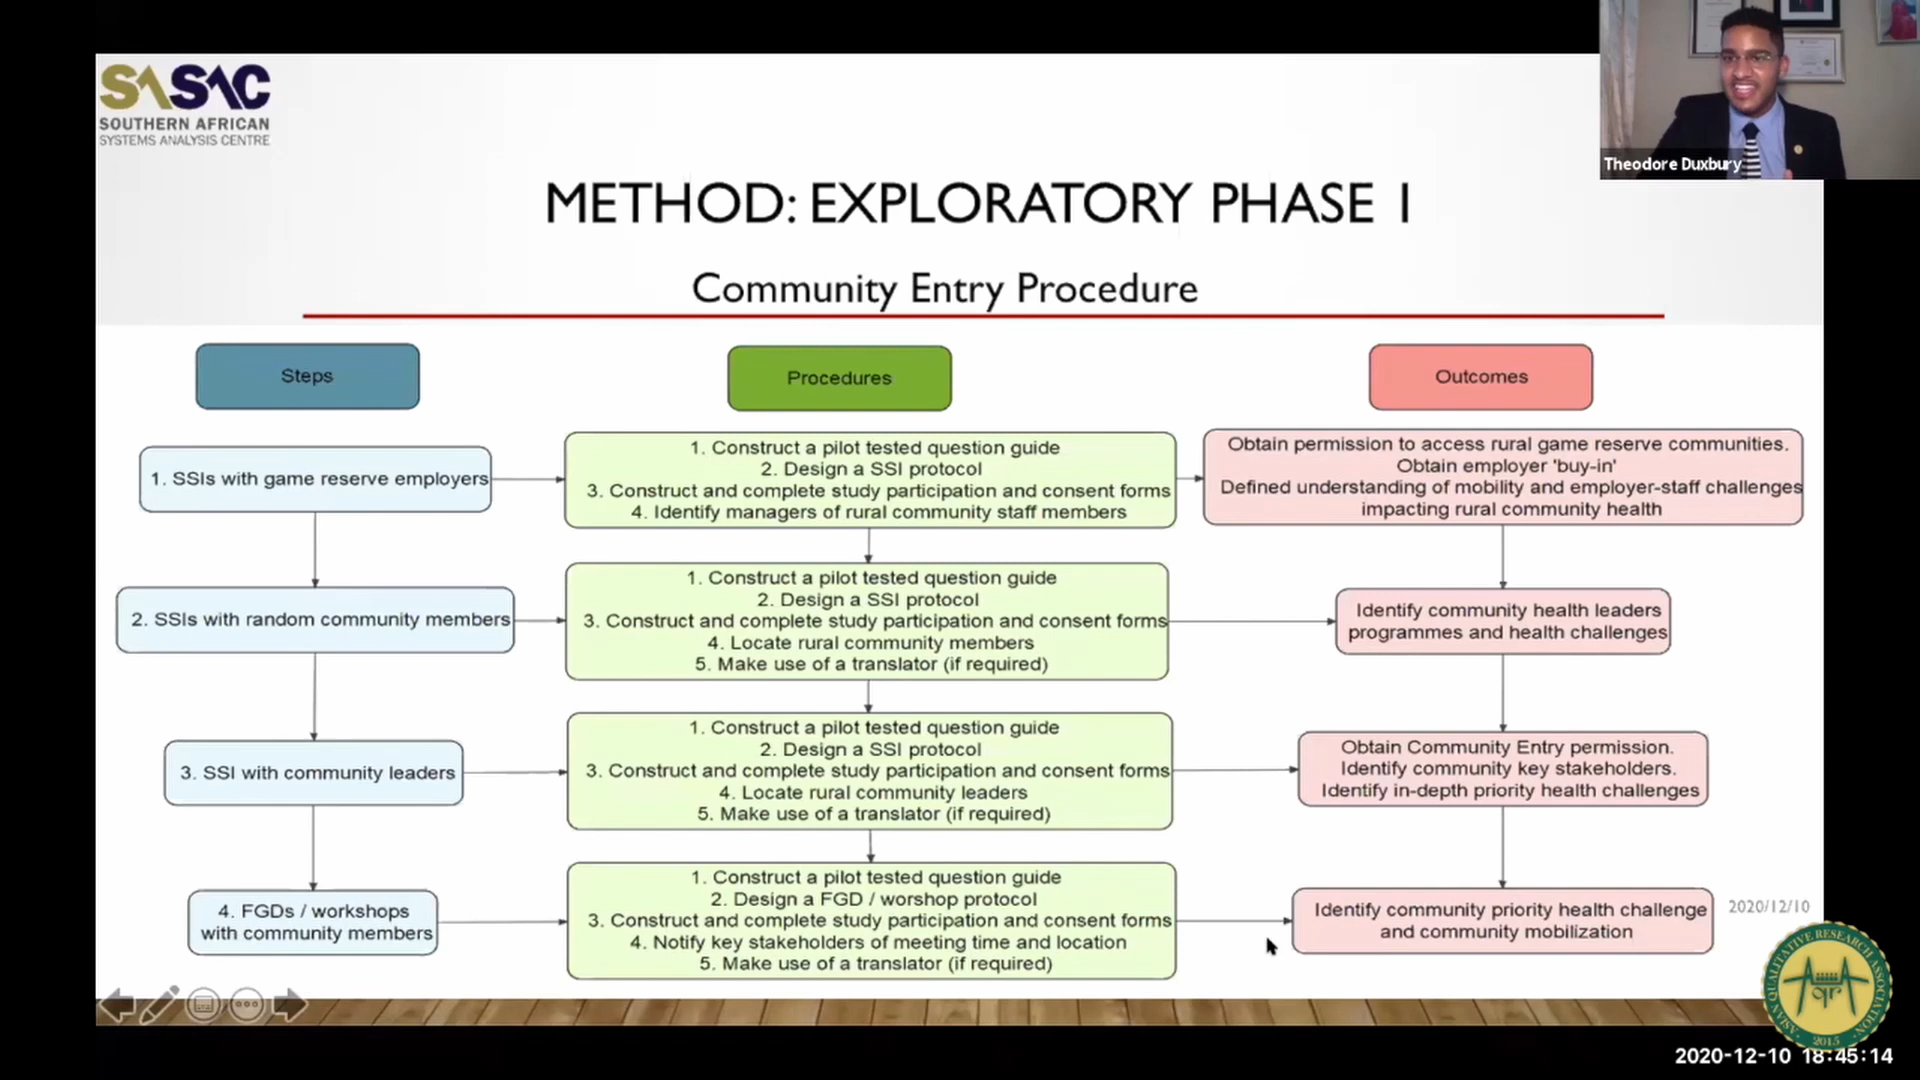 SASAC
SOUTHERN AFRICAN
SYSTEMS ANALYSIS CENTRE
Theodore Duxbury
METHOD: EXPLORATORY PHASE 1
Community Entry Procedure
Steps
Procedures
Outcomes
1. SSIs with game reserve employers
1. Construct a pilot tested question guide
2. Design a SSI protocol
3. Construct and complete study participation and consent forms
4. Identify managers of rural community staff members
Obtain permission to access rural game reserve communities.
Obtain employer 'buy-in'
Defined understanding of mobility and employer-staff challenges
impacting rural community health
2. SSIs with random community members
1. Construct a pilot tested question guide
2. Design a SSI protocol
3. Construct and complete study participation and consent forms
4. Locate rural community members
5. Make use of a translator (if required)
Identify community health leaders
programmes and health challenges
3. SSI with community leaders
1. Construct a pilot tested question guide
2. Design a SSI protocol
3. Construct and complete study participation and consent forms
4. Locate rural community leaders
5. Make use of a translator (if required)
Obtain Community Entry permission.
Identify community key stakeholders.
Identify in-depth priority health challenges
4. FGDs / workshops
with community members
1. Construct a pilot tested question guide
2. Design a FGD / worshop protocol
3. Construct and complete study participation and consent forms
4. Notify key stakeholders of meeting time and location
5. Make use of a translator (if required)
Identify community priority health challenge
and community mobilization
2020/12/10
ASIAN QUALITATIVE RESEARCH ASSOCIATION
2015
2020-12-10 18:45:14